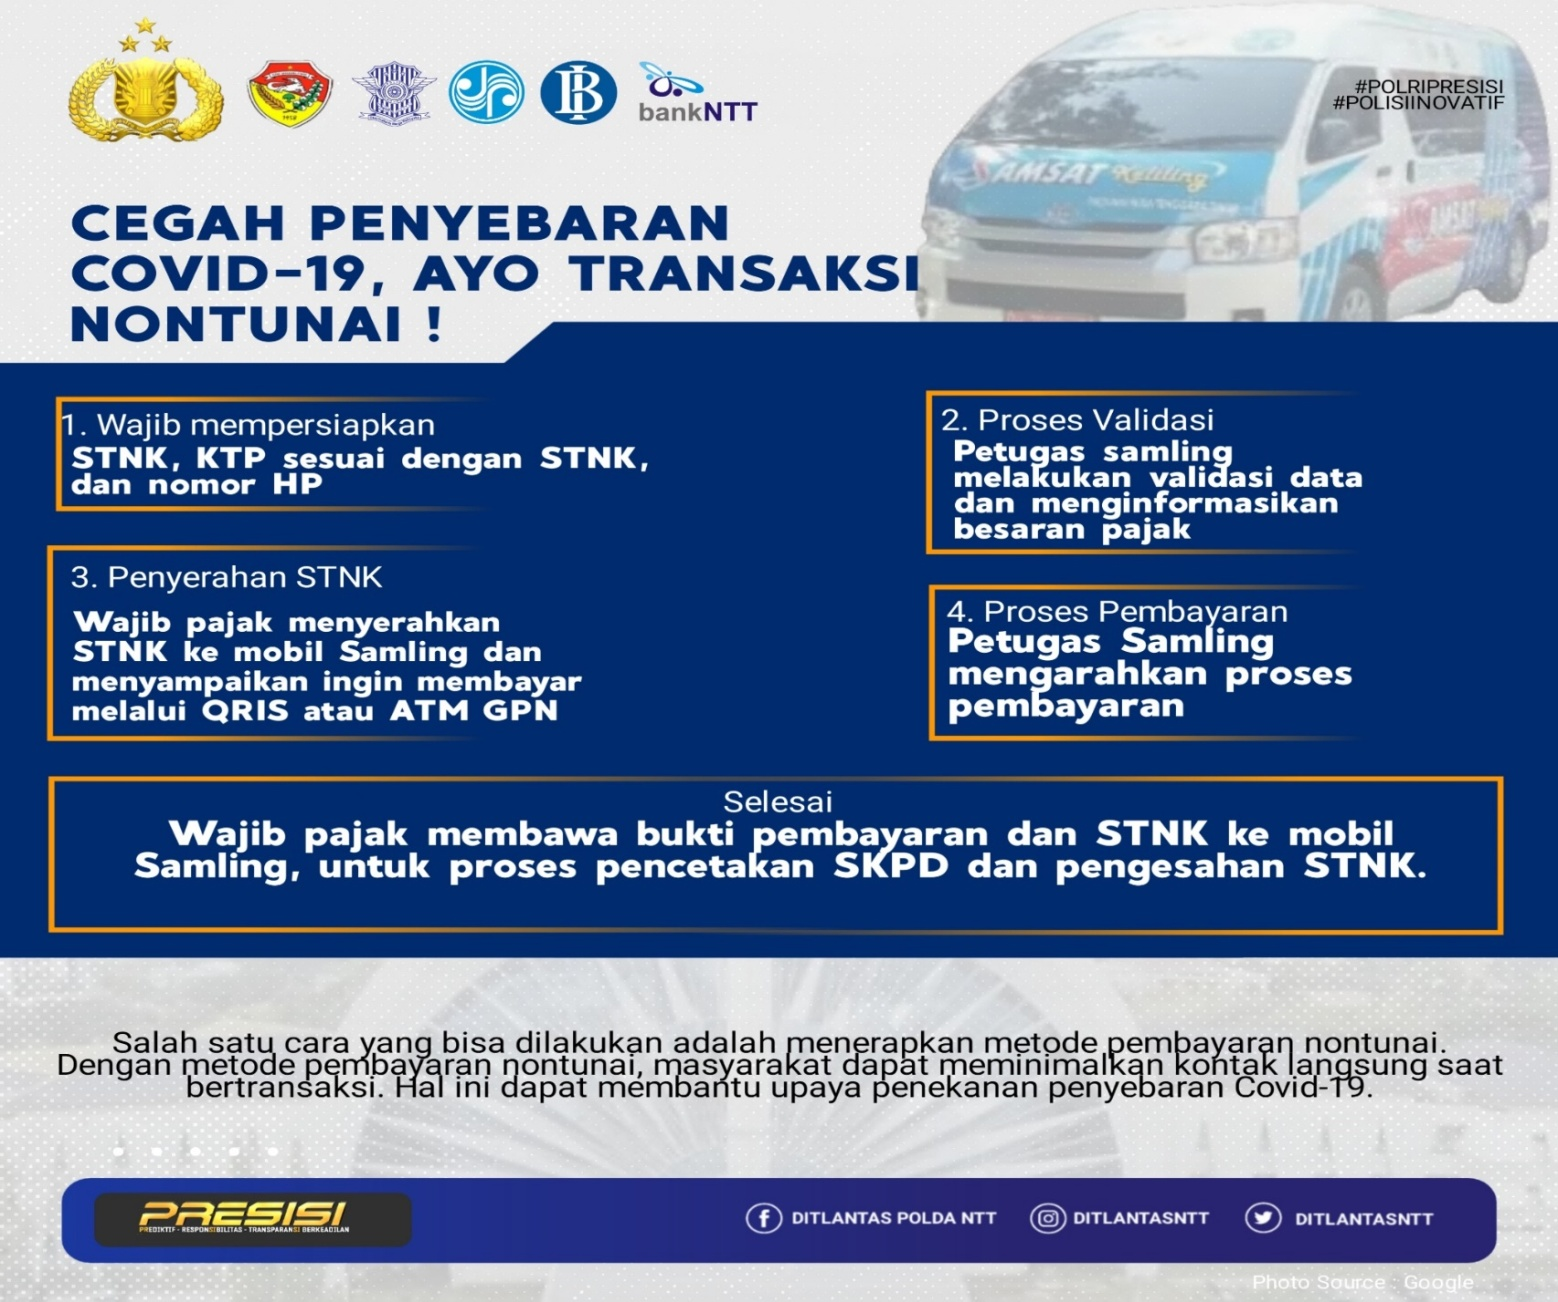 bankNTT
#POLRIPRESISI
#POLISIINOVATIF
SAMSAT Keliling
CEGAH PENYEBARAN
COVID-19, AYO TRANSAKSI
NONTUNAI !
1. Wajib mempersiapkan
STNK, KTP sesuai dengan STNK,
dan nomor HP
2. Proses Validasi
Petugas samling
melakukan validasi data
dan menginformasikan
besaran pajak
3. Penyerahan STNK
Wajib pajak menyerahkan
STNK ke mobil Samling dan
menyampaikan ingin membayar
melalui QRIS atau ATM GPN
4. Proses Pembayaran
Petugas Samling
mengarahkan proses
pembayaran
Selesai
Wajib pajak membawa bukti pembayaran dan STNK ke mobil
Samling, untuk proses pencetakan SKPD dan pengesahan STNK.
Salah satu cara yang bisa dilakukan adalah menerapkan metode pembayaran nontunai.
Dengan metode pembayaran nontunai, masyarakat dapat meminimalkan kontak langsung saat
bertransaksi. Hal ini dapat membantu upaya penekanan penyebaran Covid-19.
PRESISI
PREDIKTIF - RESPONSIBILITAS - TRANSPARANSI BERKEADILAN
DITLANTAS POLDA NTT
DITLANTASNTT
DITLANTASNTT
Photo Source : Google